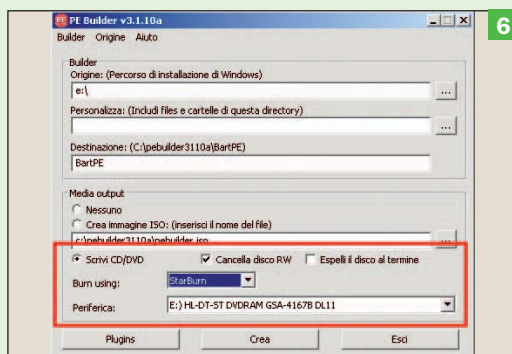 PE Builder v3.1.10a
6
Builder Origine Aiuto
Builder
Origine: (Percorso di installazione di Windows)
e:\
...
Personalizza: (Includi files e cartelle di questa directory)
...
Destinazione: (C:\pebuilder3110a\BartPE)
BartPE
Media output
Nessuno
Crea immagine ISO: (inserisci il nome del file)
c:\pebuilder3110a\pebuilder.iso
...
Scrivi CD/DVD Cancella disco RW Espelli il disco al termine
Burn using: StarBurn
Periferica: E:) HL-DT-ST DVDRAM GSA-4167B DL11
Plugins Crea Esci